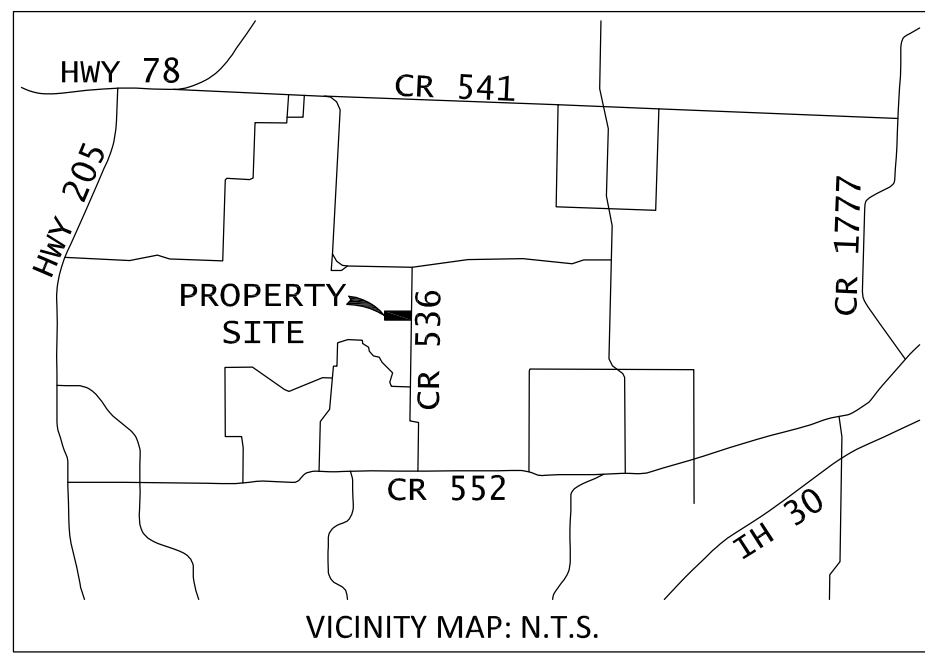 HWY 78
CR 541
HWY 205
CR 1777
PROPERTY
SITE
CR 536
CR 552
IH 30
VICINITY MAP: N.T.S.